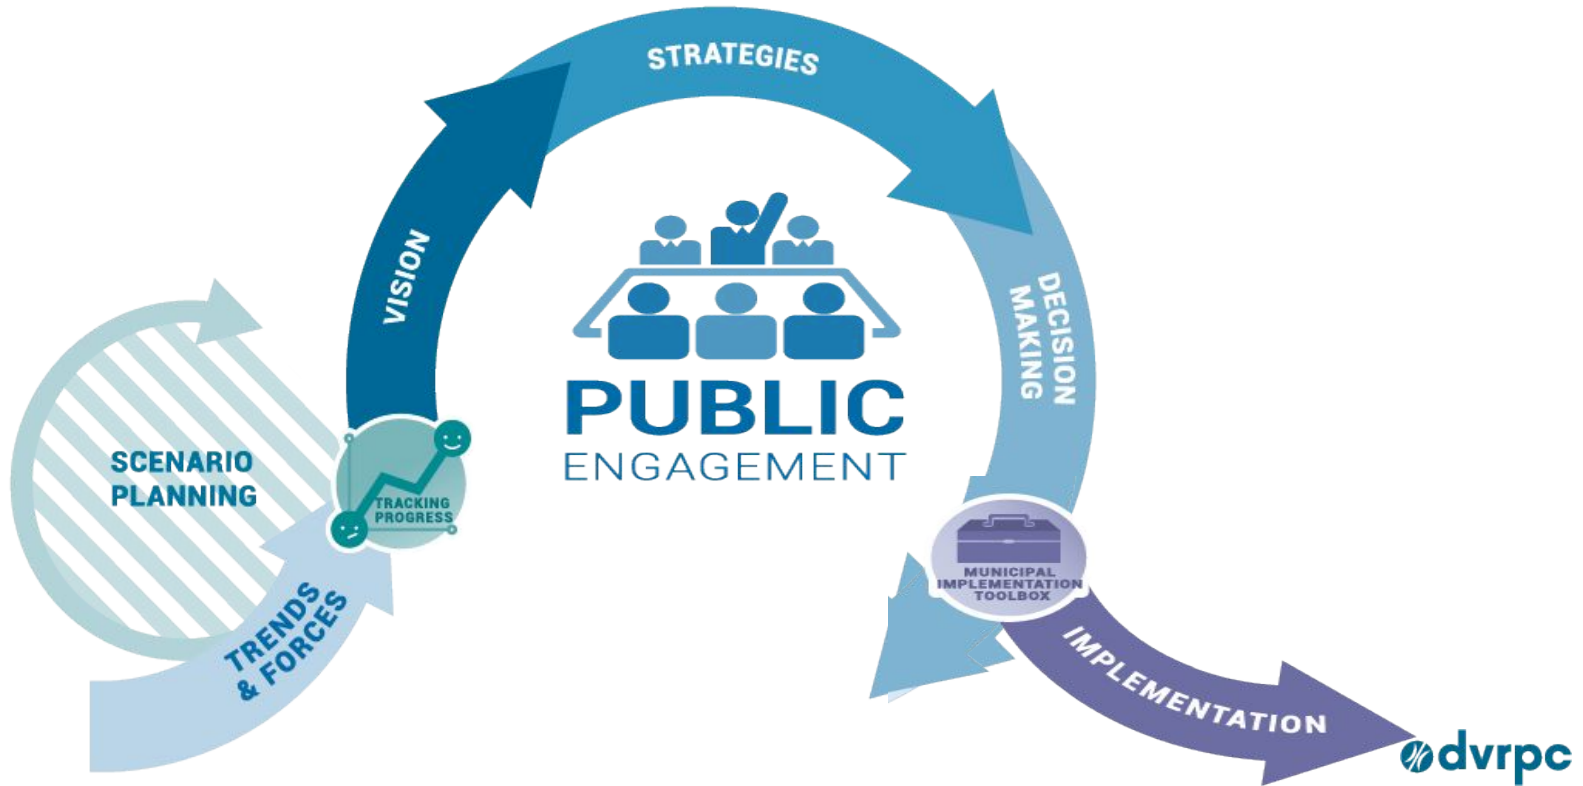 SCENARIO
PLANNING
TRENDS
& FORCES
TRACKING
PROGRESS
VISION
STRATEGIES
DECISION
MAKING
PUBLIC
ENGAGEMENT
MUNICIPAL
IMPLEMENTATION
TOOLBOX
IMPLEMENTATION
dvrpc